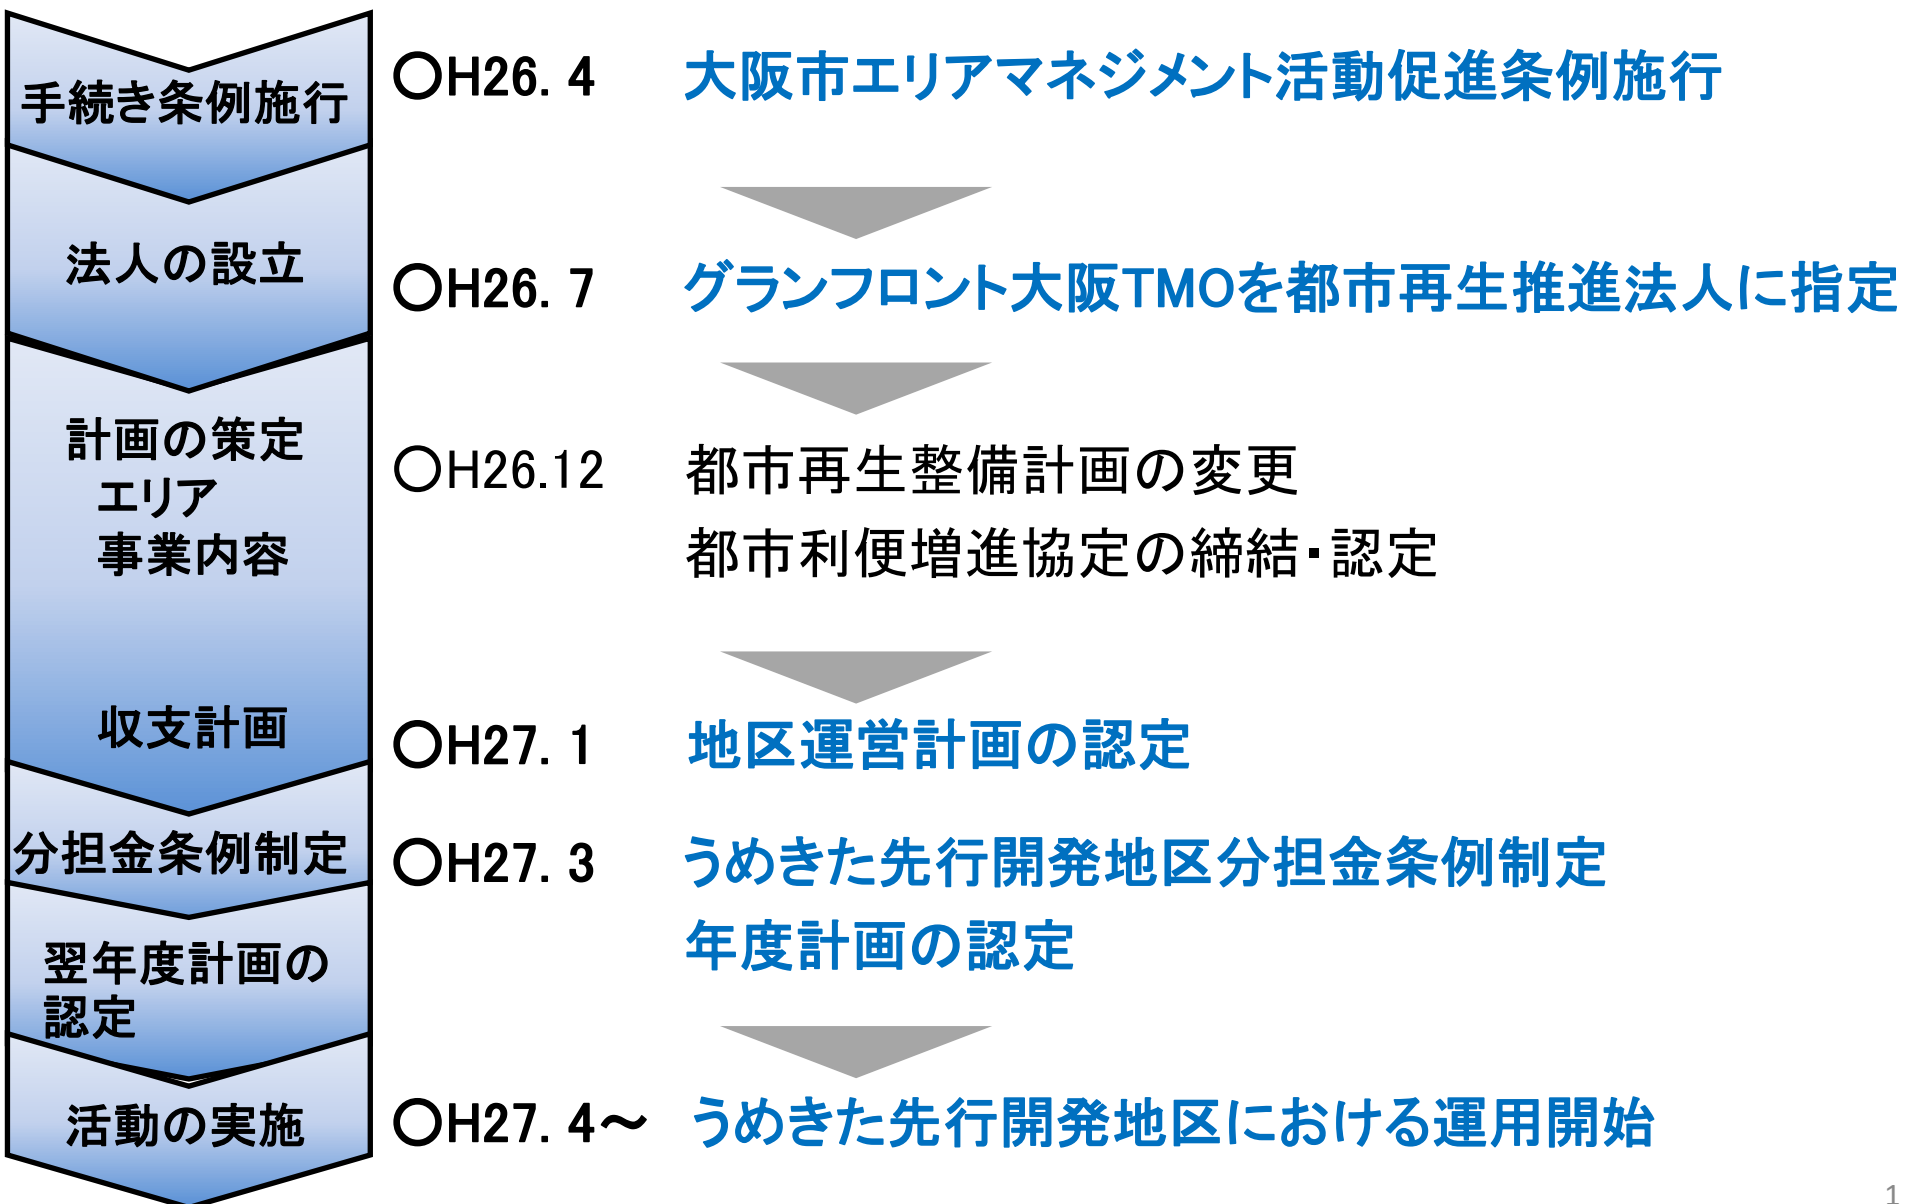 手続き条例施行
○H26. 4 大阪市エリアマネジメント活動促進条例施行
法人の設立
○H26. 7 グランフロント大阪TMOを都市再生推進法人に指定
計画の策定
エリア
事業内容
○H26.12 都市再生整備計画の変更
都市利便増進協定の締結・認定
収支計画
○H27. 1 地区運営計画の認定
分担金条例制定
○H27. 3 うめきた先行開発地区分担金条例制定
年度計画の認定
翌年度計画の
認定
活動の実施
○H27. 4～ うめきた先行開発地区における運用開始
1